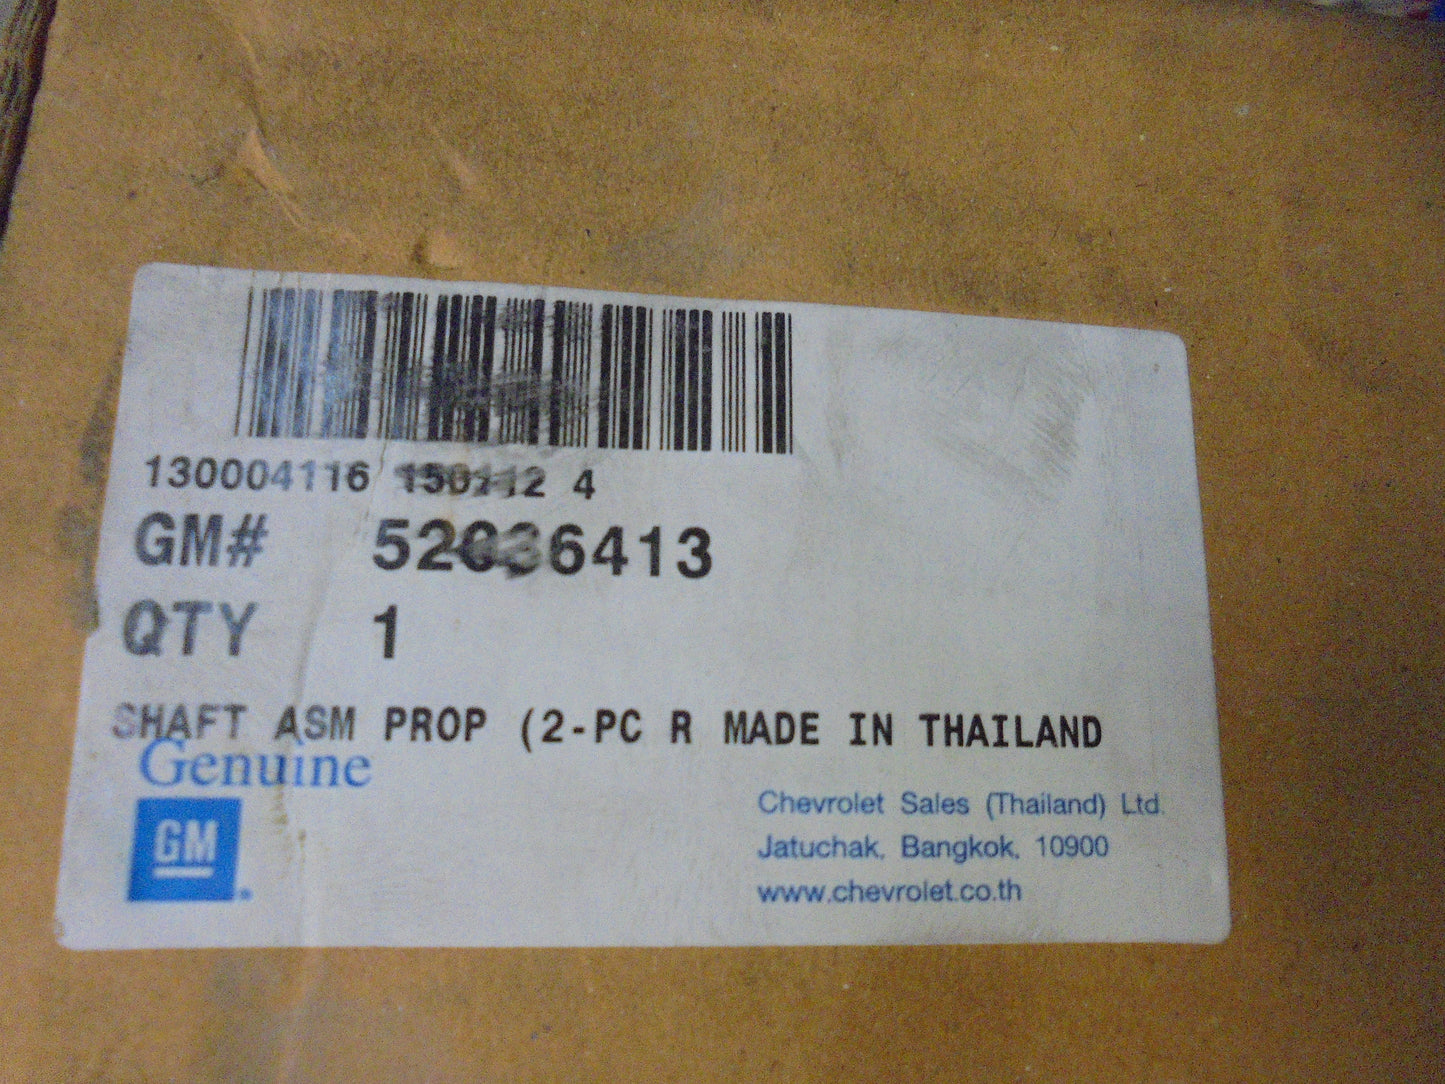 130004116 150112 4
GM# 52036413
QTY 1
SHAFT ASM PROP (2-PC R MADE IN THAILAND
Genuine
GM
Chevrolet Sales (Thailand) Ltd.
Jatuchak, Bangkok, 10900
www.chevrolet.co.th